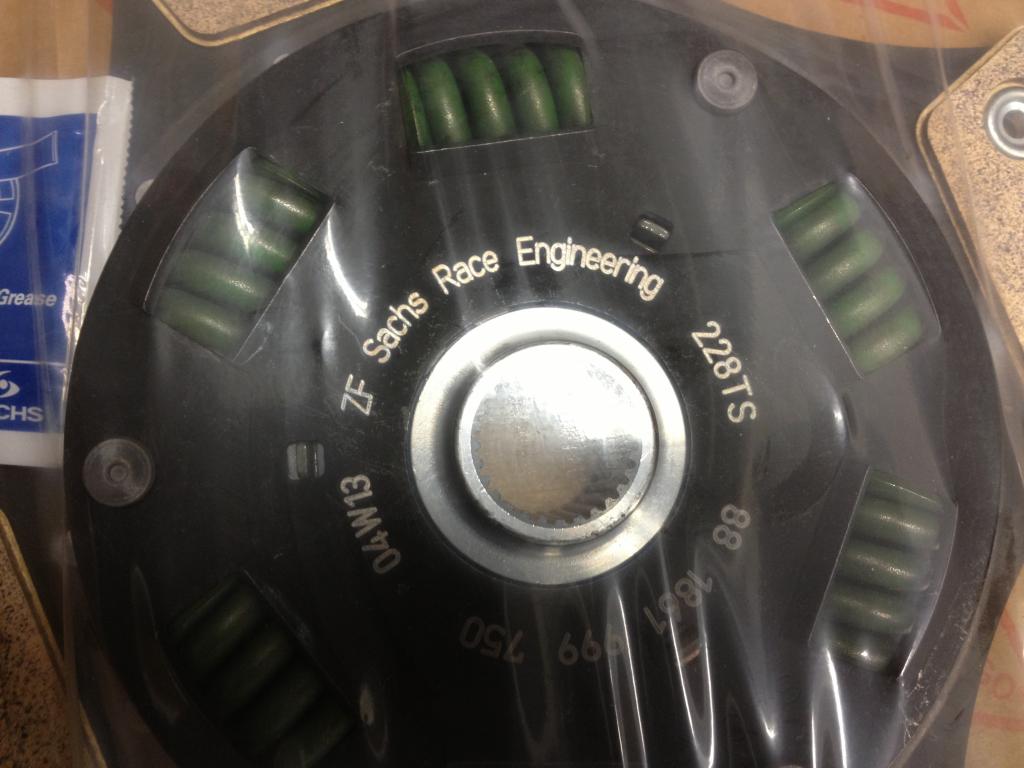 ZF Sachs Race Engineering
228TS
88 1861 999 750
04W13
Grease
CHS